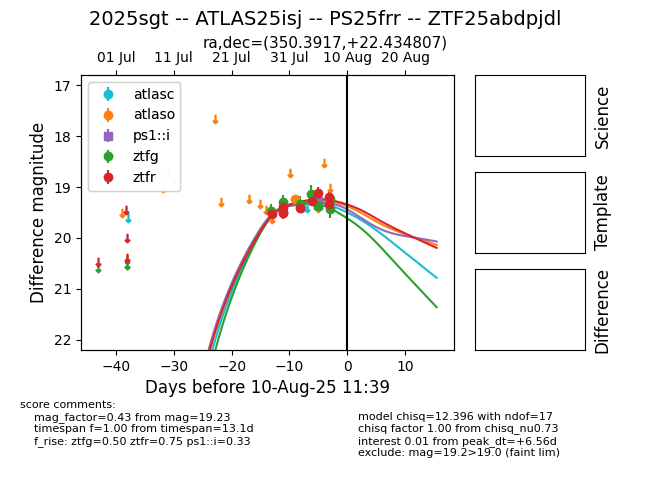 2025sgt -- ATLAS25isj -- PS25frr -- ZTF25abdpjdl
ra,dec=(350.3917,+22.434807)
01 Jul 11 Jul 21 Jul 31 Jul 10 Aug 20 Aug
17
18
19
20
21
22
Difference magnitude
atlasc
atlaso
ps1::i
ztfg
ztfr
−40 −30 −20 −10 0 10
Days before 10-Aug-25 11:39
Science
Template
Difference
score comments:
mag_factor=0.43 from mag=19.23
timespan f=1.00 from timespan=13.1d
f_rise: ztfg=0.50 ztfr=0.75 ps1::i=0.33
model chisq=12.396 with ndof=17
chisq factor 1.00 from chisq_nu0.73
interest 0.01 from peak_dt=+6.56d
exclude: mag=19.2>19.0 (faint lim)